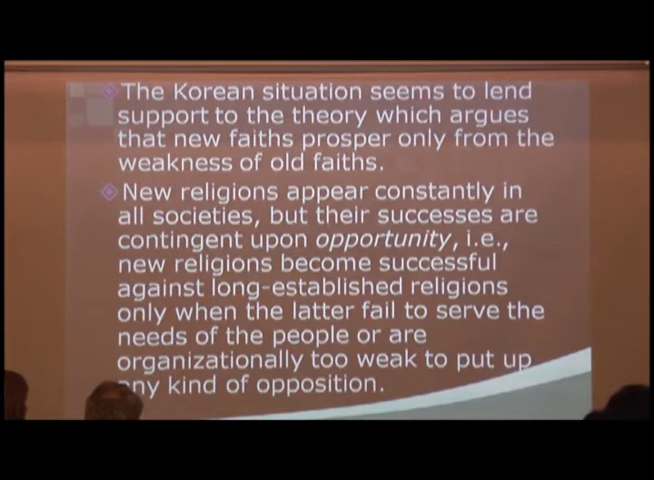 The Korean situation seems to lend
support to the theory which argues
that new faiths prosper only from the
weakness of old faiths.
New religions appear constantly in
all societies, but their successes are
contingent upon opportunity, i.e.,
new religions become successful
against long-established religions
only when the latter fail to serve the
needs of the people or are
organizationally too weak to put up
any kind of opposition.